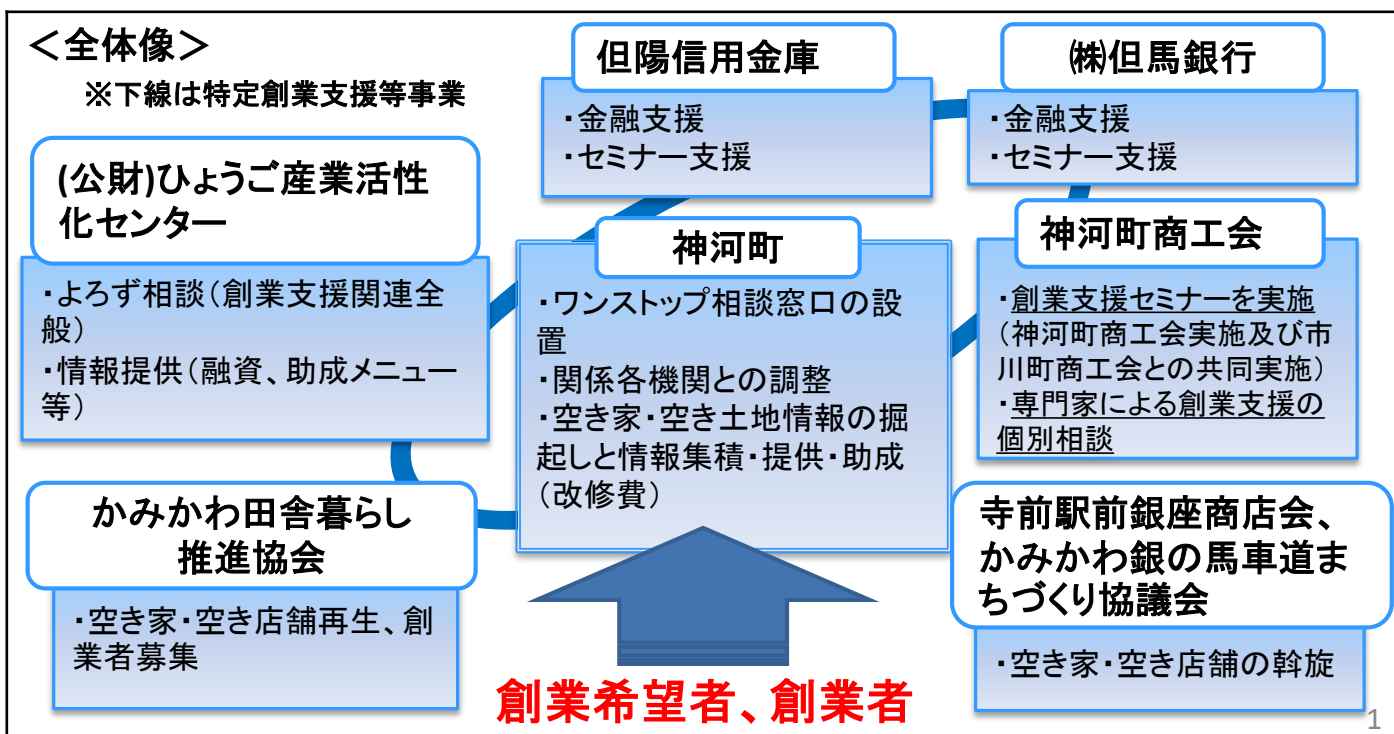 ＜全体像＞
※下線は特定創業支援等事業
但陽信用金庫
・金融支援
・セミナー支援
㈱但馬銀行
・金融支援
・セミナー支援
(公財)ひょうご産業活性
化センター
・よろず相談（創業支援関連全
般）
・情報提供（融資、助成メニュー
等）
神河町
・ワンストップ相談窓口の設
置
・関係各機関との調整
・空き家・空き土地情報の掘
起しと情報集積・提供・助成
（改修費）
神河町商工会
・創業支援セミナーを実施
（神河町商工会実施及び市
川町商工会との共同実施）
・専門家による創業支援の
個別相談
かみかわ田舎暮らし
推進協会
・空き家・空き店舗再生、創
業者募集
寺前駅前銀座商店会、
かみかわ銀の馬車道ま
ちづくり協議会
・空き家・空き店舗の斡旋
創業希望者、創業者
1